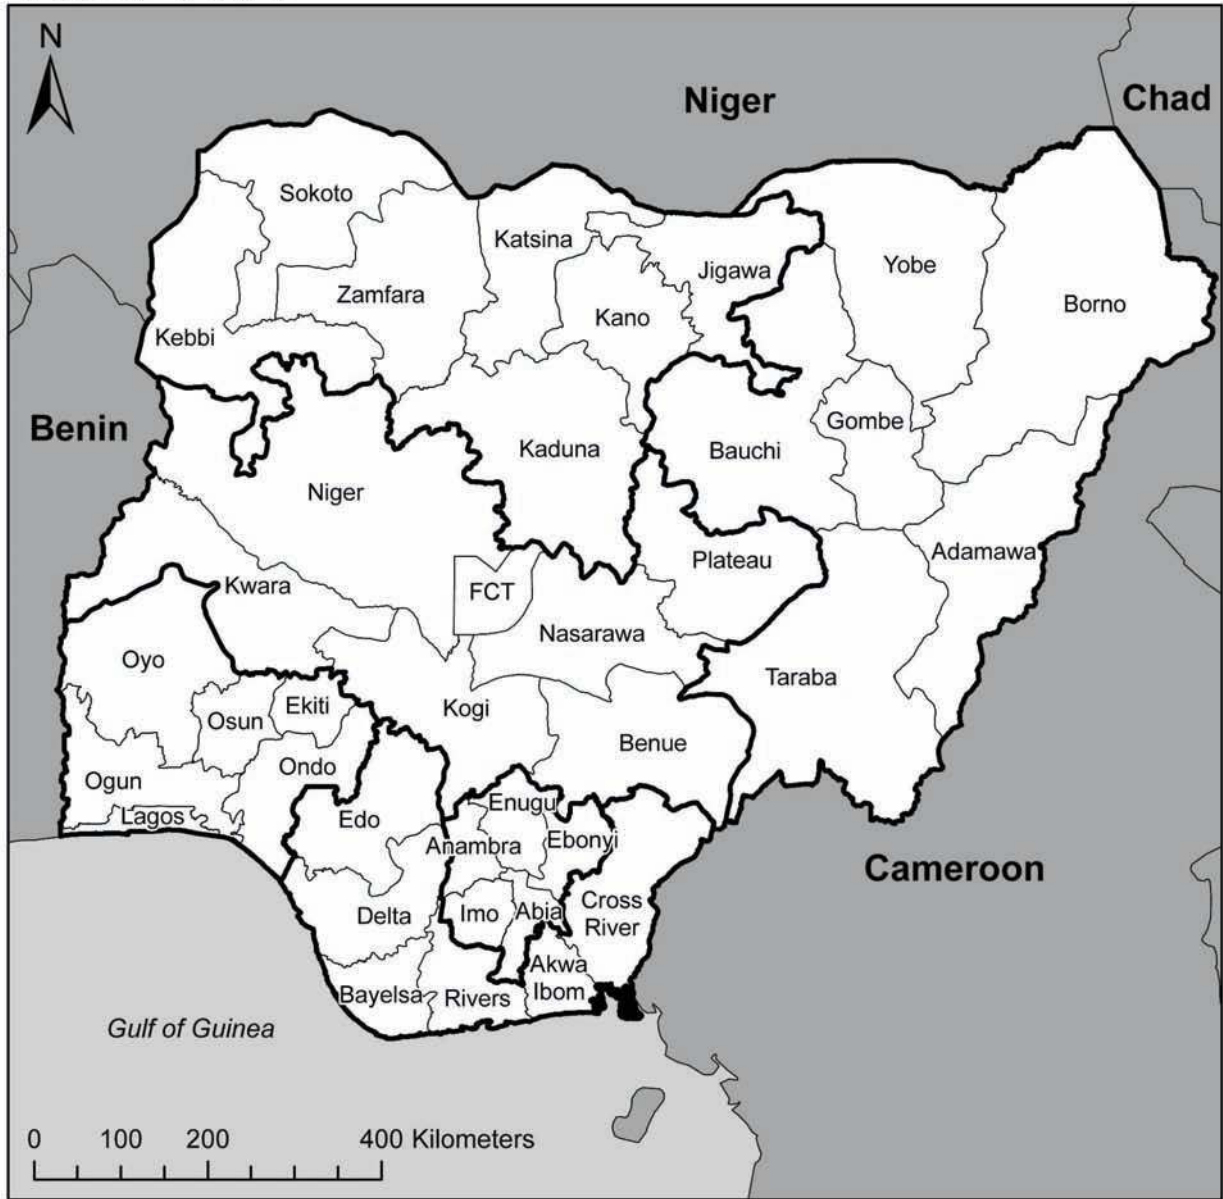 N
Niger
Chad
Sokoto
Katsina
Jigawa
Yobe
Zamfara
Kano
Borno
Kebbi
Benin
Gombe
Kaduna
Bauchi
Niger
Adamawa
Plateau
Kwara
FCT
Nasarawa
Oyo
Taraba
Ekiti
Kogi
Osun
Benue
Ogun
Ondo
Lagos
Edo
Enugu
Anambra
Ebonyi
Cameroon
Delta
Imo
Abia
Cross
River
Akwa
Ibom
Bayelsa
Rivers
Gulf of Guinea
0 100 200 400 Kilometers